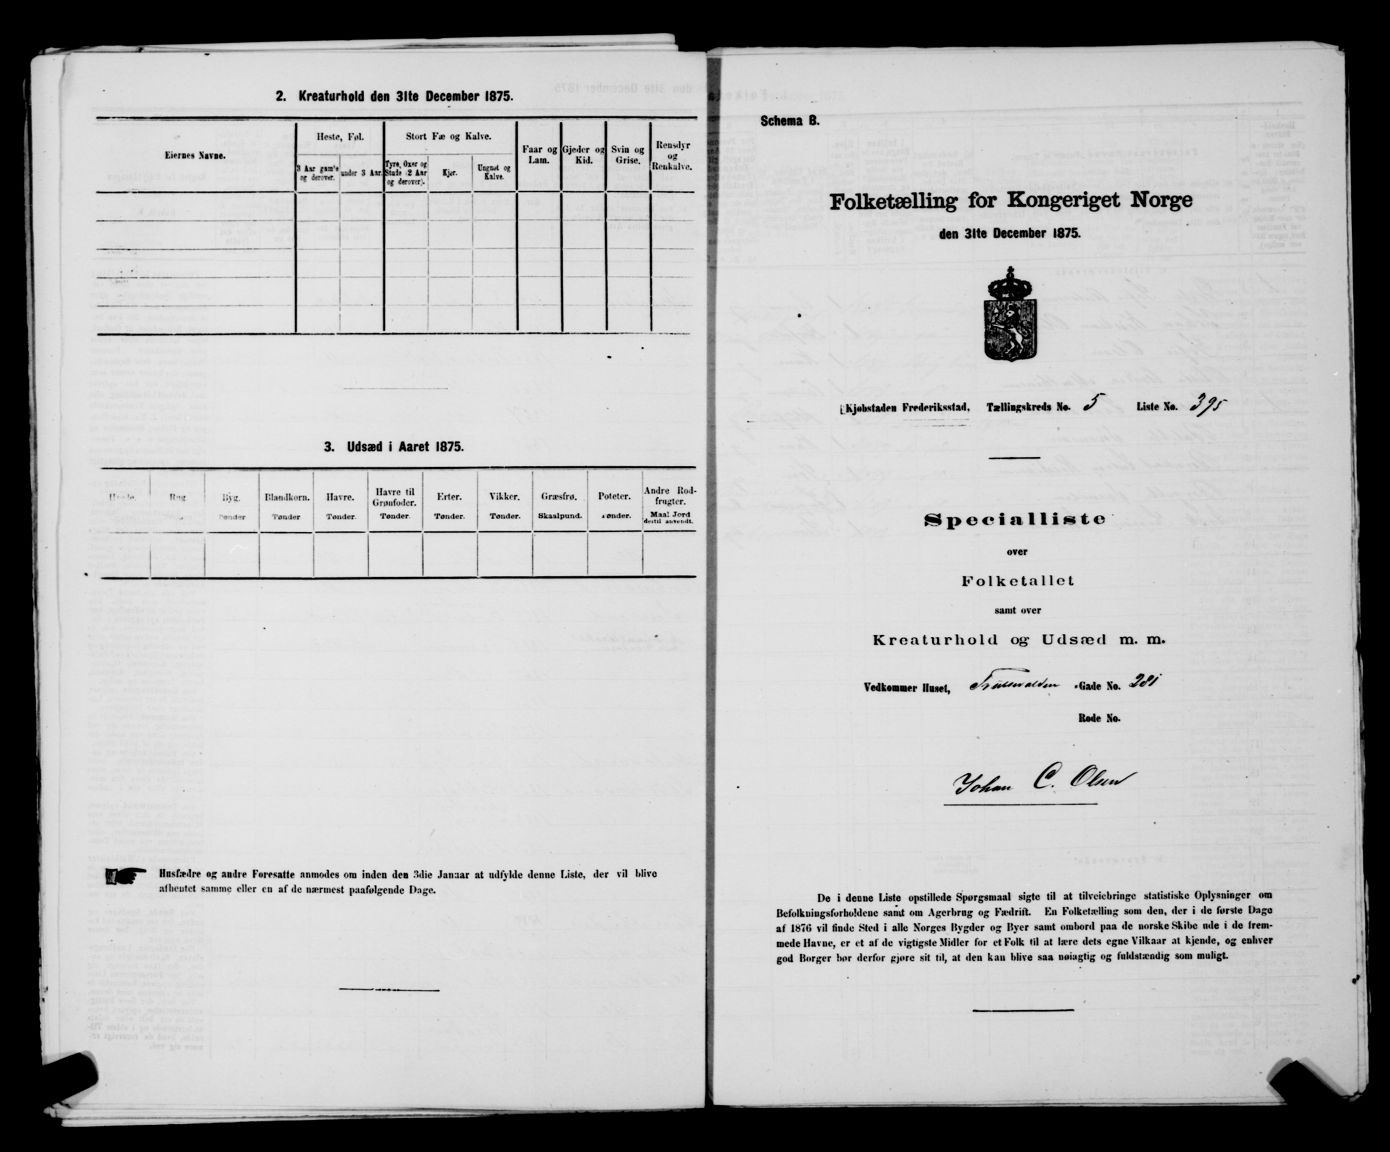 2. Kreaturhold den 31te December 1875.
Eiernes Navne.
Heste, Føl.
3 Aar gamle og derover.
under 3 Aar.
Stort Fæ og Kalve.
Tyre, Oxer og Stude (2 Aar og derover).
Kjør.
Ungnøt og Kalve.
Faar og Lam.
Gjeder og Kid.
Svin og Grise.
Rensdyr og Renkalve.
3. Udsæd i Aaret 1875.
Rug. Byg. Blandkorn. Havre. Havre til Grønfoder. Erter. Vikker. Græsfrø. Poteter. Andre Rodfrugter.
Tønder Tønder Tønder. Tønder. Tønder. Tønder. Skaalpund. Tønder. Maal Jord dertil anvendt.
Husfædre og andre Foresatte anmodes om inden den 3die Januar at udfylde denne Liste, der vil blive
afhentet samme eller en af de nærmest paafølgende Dage.
Schema B.
Folketælling for Kongeriget Norge
den 31te December 1875.
i Kjøbstaden Frederiksstad, Tællingskreds No. 5 Liste No. 395
Specialliste
over
Folketallet
samt over
Kreaturhold og Udsæd m. m.
Vedkommer Huset, Gade No. 281
Rode No.
Johan C. Olsen
De i denne Liste opstillede Spørgsmaal sigte til at tilveiebringe statistiske Oplysninger om
Befolkningsforholdene samt om Agerbrug og Fædrift. En Folketælling som den, der i de første Dage
af 1876 vil finde Sted i alle Norges Bygder og Byer samt ombord paa de norske Skibe ude i de frem-
mede Havne, er et af de vigtigste Midler for et Folk til at lære dets egne Vilkaar at kjende, og enhver
god Borger bør derfor gjøre sit til, at den kan blive saa nøiagtig og fuldstændig som muligt.